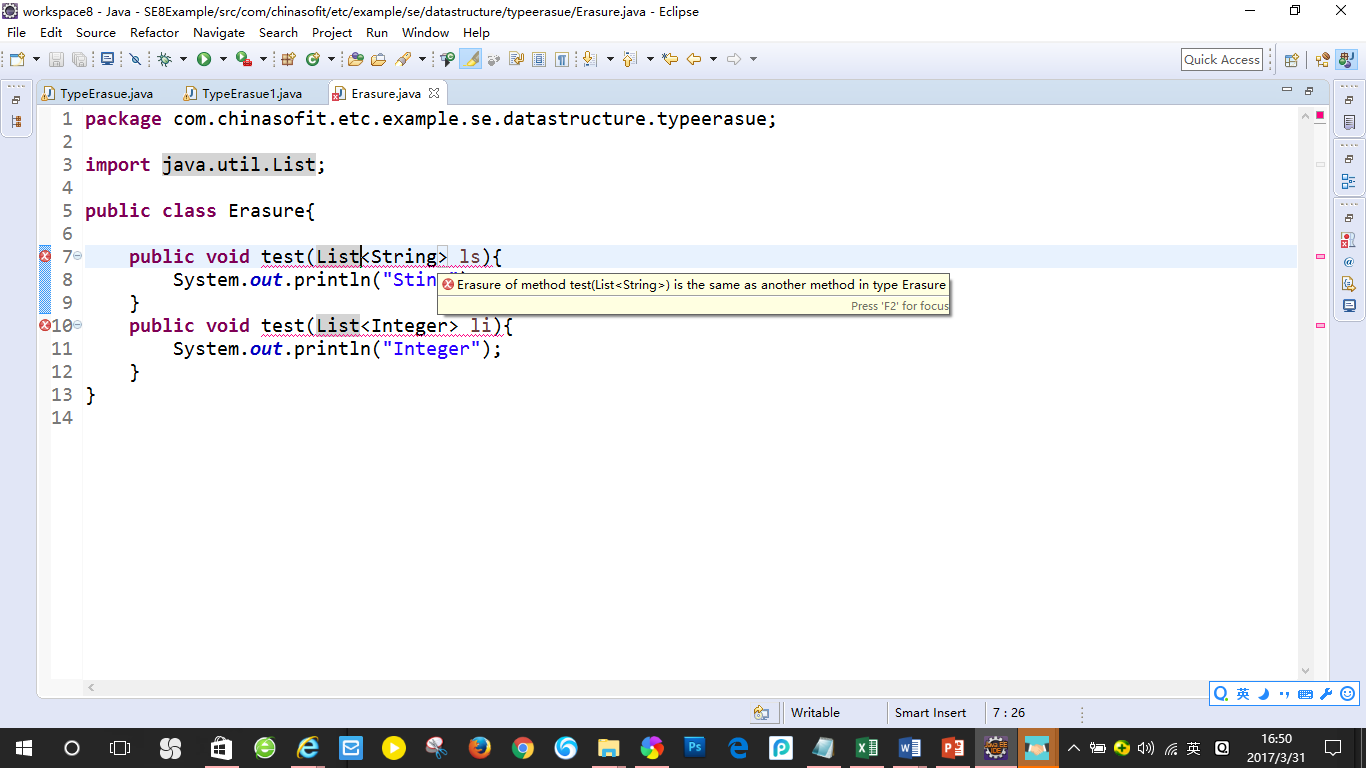 workspace8 - Java - SE8Example/src/com/chinasofit/etc/example/se/datastructure/typeerasue/Erasure.java - Eclipse
File Edit Source Refactor Navigate Search Project Run Window Help
Quick Access
TypeErasue.java TypeErasue1.java Erasure.java
1 package com.chinasofit.etc.example.se.datastructure.typeerasue;
2
3 import java.util.List;
4
5 public class Erasure{
6
7 public void test(List<String> ls){
8 System.out.println("Stin
Erasure of method test(List<String>) is the same as another method in type Erasure
Press 'F2' for focus
9 }
10 public void test(List<Integer> li){
11 System.out.println("Integer");
12 }
13 }
14
英
Writable Smart Insert 7 : 26
英
16:50
2017/3/31